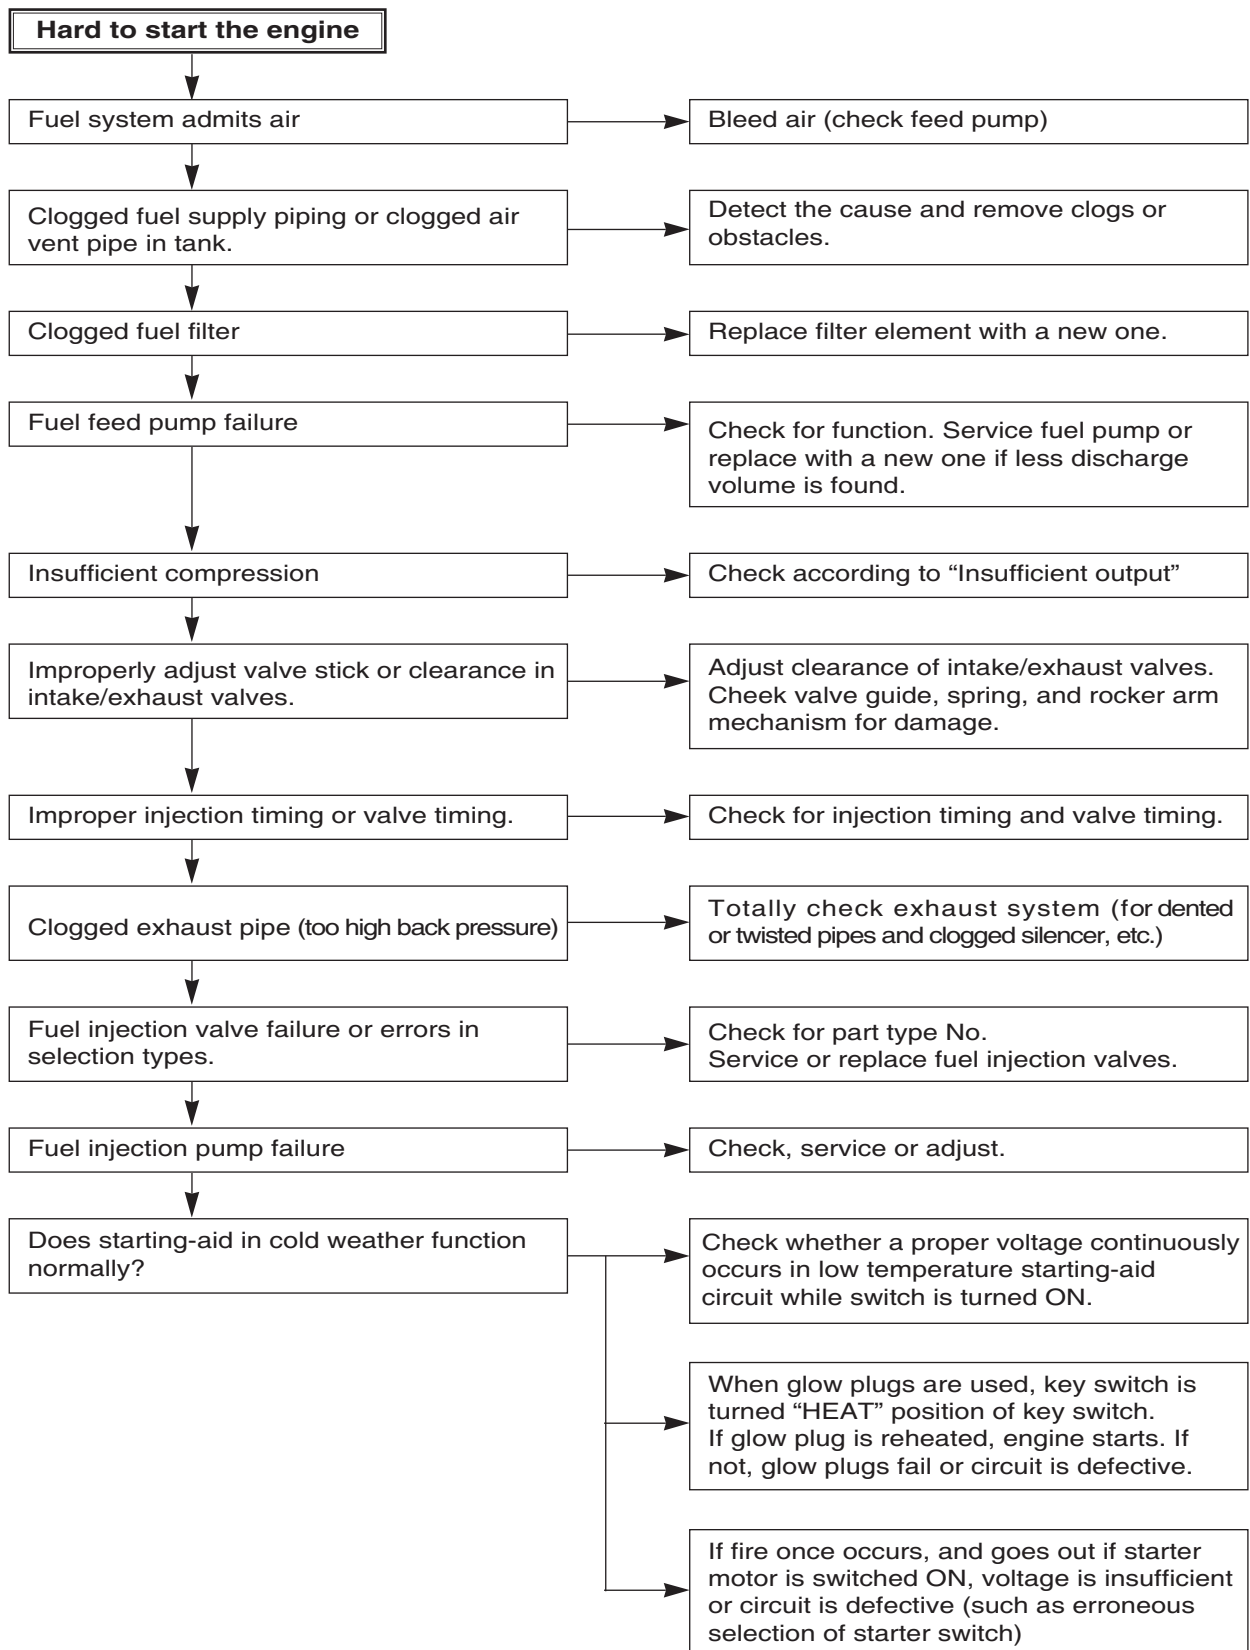 Hard to start the engine
Fuel system admits air
Bleed air (check feed pump)
Clogged fuel supply piping or clogged air
vent pipe in tank.
Detect the cause and remove clogs or
obstacles.
Clogged fuel filter
Replace filter element with a new one.
Fuel feed pump failure
Check for function. Service fuel pump or
replace with a new one if less discharge
volume is found.
Insufficient compression
Check according to “Insufficient output”
Improperly adjust valve stick or clearance in
intake/exhaust valves.
Adjust clearance of intake/exhaust valves.
Cheek valve guide, spring, and rocker arm
mechanism for damage.
Improper injection timing or valve timing.
Check for injection timing and valve timing.
Clogged exhaust pipe (too high back pressure)
Totally check exhaust system (for dented
or twisted pipes and clogged silencer, etc.)
Fuel injection valve failure or errors in
selection types.
Check for part type No.
Service or replace fuel injection valves.
Fuel injection pump failure
Check, service or adjust.
Does starting-aid in cold weather function
normally?
Check whether a proper voltage continuously
occurs in low temperature starting-aid
circuit while switch is turned ON.
When glow plugs are used, key switch is
turned “HEAT” position of key switch.
If glow plug is reheated, engine starts. If
not, glow plugs fail or circuit is defective.
If fire once occurs, and goes out if starter
motor is switched ON, voltage is insufficient
or circuit is defective (such as erroneous
selection of starter switch)